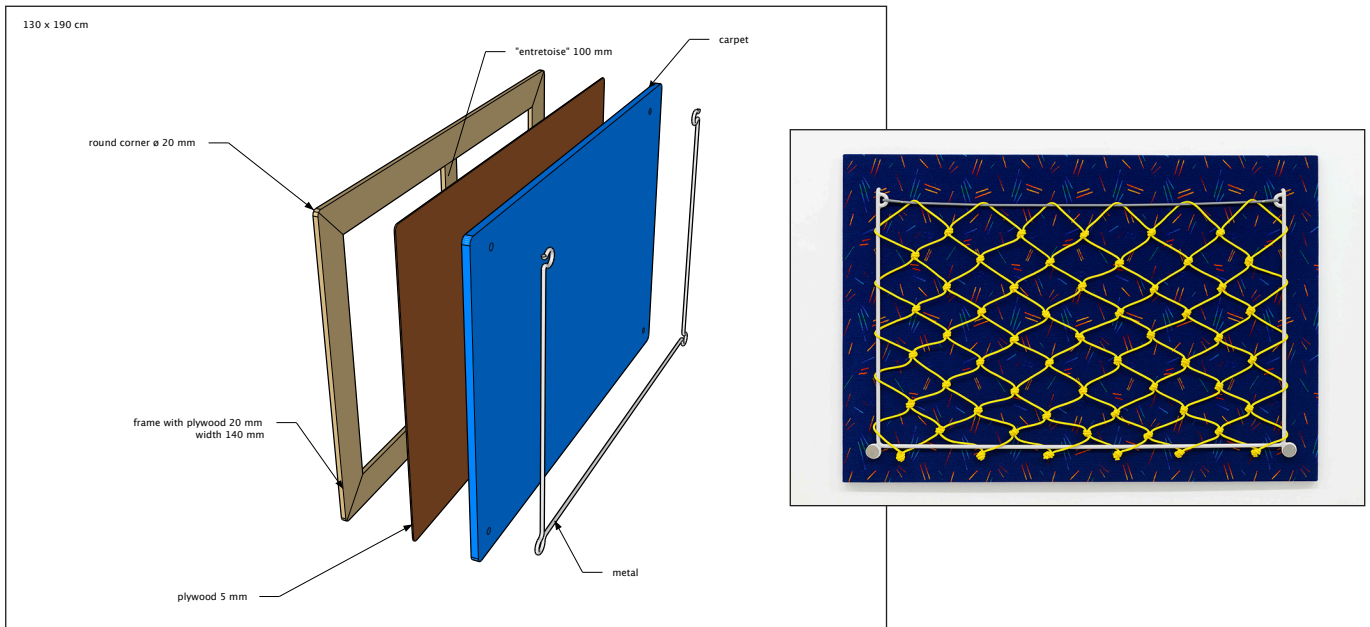 130 x 190 cm
carpet
"entretoise" 100 mm
round corner ø 20 mm
frame with plywood 20 mm
width 140 mm
metal
plywood 5 mm